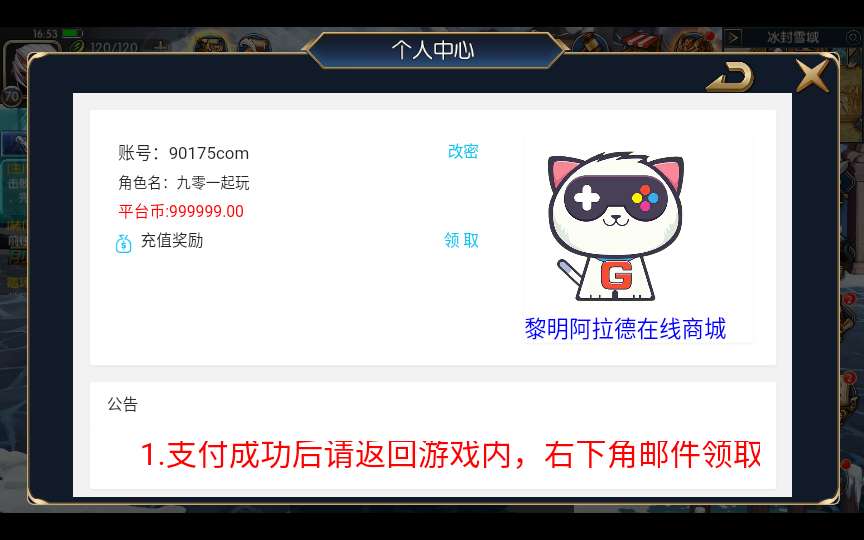 16:53
120/120
个人中心
冰封雪域
70
账号：90175com
改密
角色名：九零一起玩
平台币:999999.00
充值奖励
领 取
G
黎明阿拉德在线商城
公告
1.支付成功后请返回游戏内，右下角邮件领取